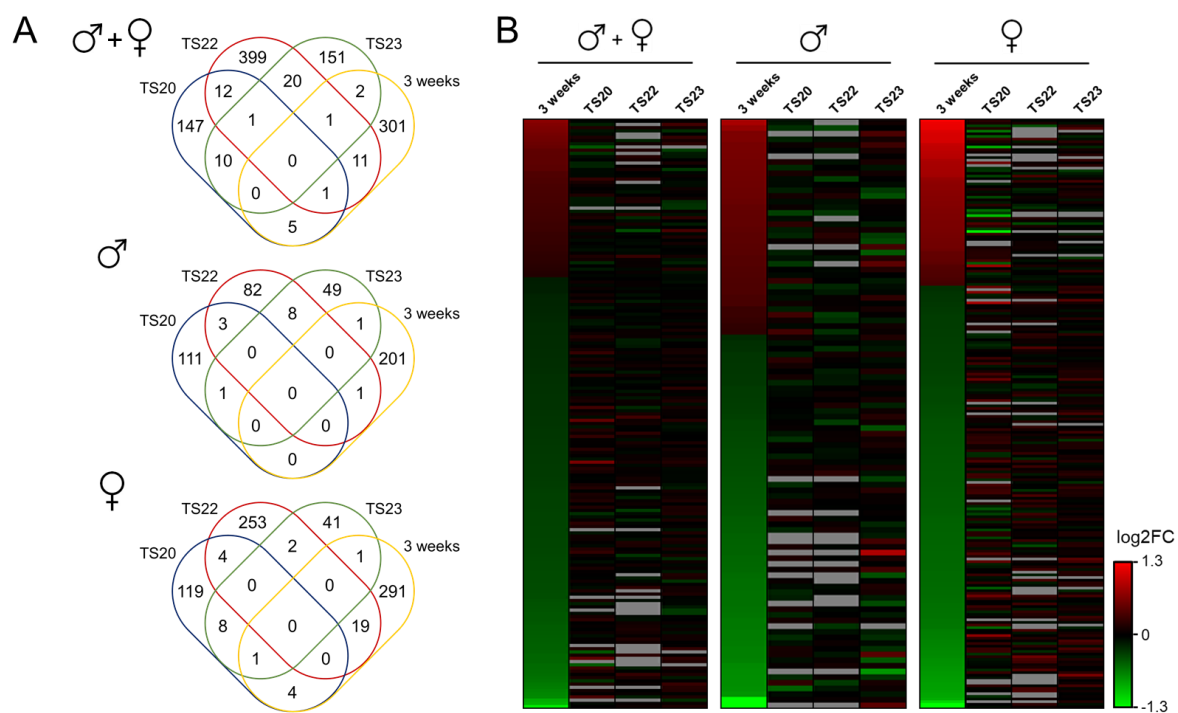 A
♂+♀
TS22
TS23
TS20
3 weeks
399
151
20
12
2
147
1
1
301
10
0
11
0
1
5
♂
TS22
TS23
TS20
3 weeks
82
49
8
3
1
111
0
0
201
1
0
1
0
0
0
♀
TS22
TS23
TS20
3 weeks
253
41
2
4
1
119
0
0
291
8
0
19
1
0
4
B
♂ + ♀
♂
♀
3 weeks TS20 TS22 TS23
3 weeks TS20 TS22 TS23
3 weeks TS20 TS22 TS23
log2FC
1.3
0
-1.3